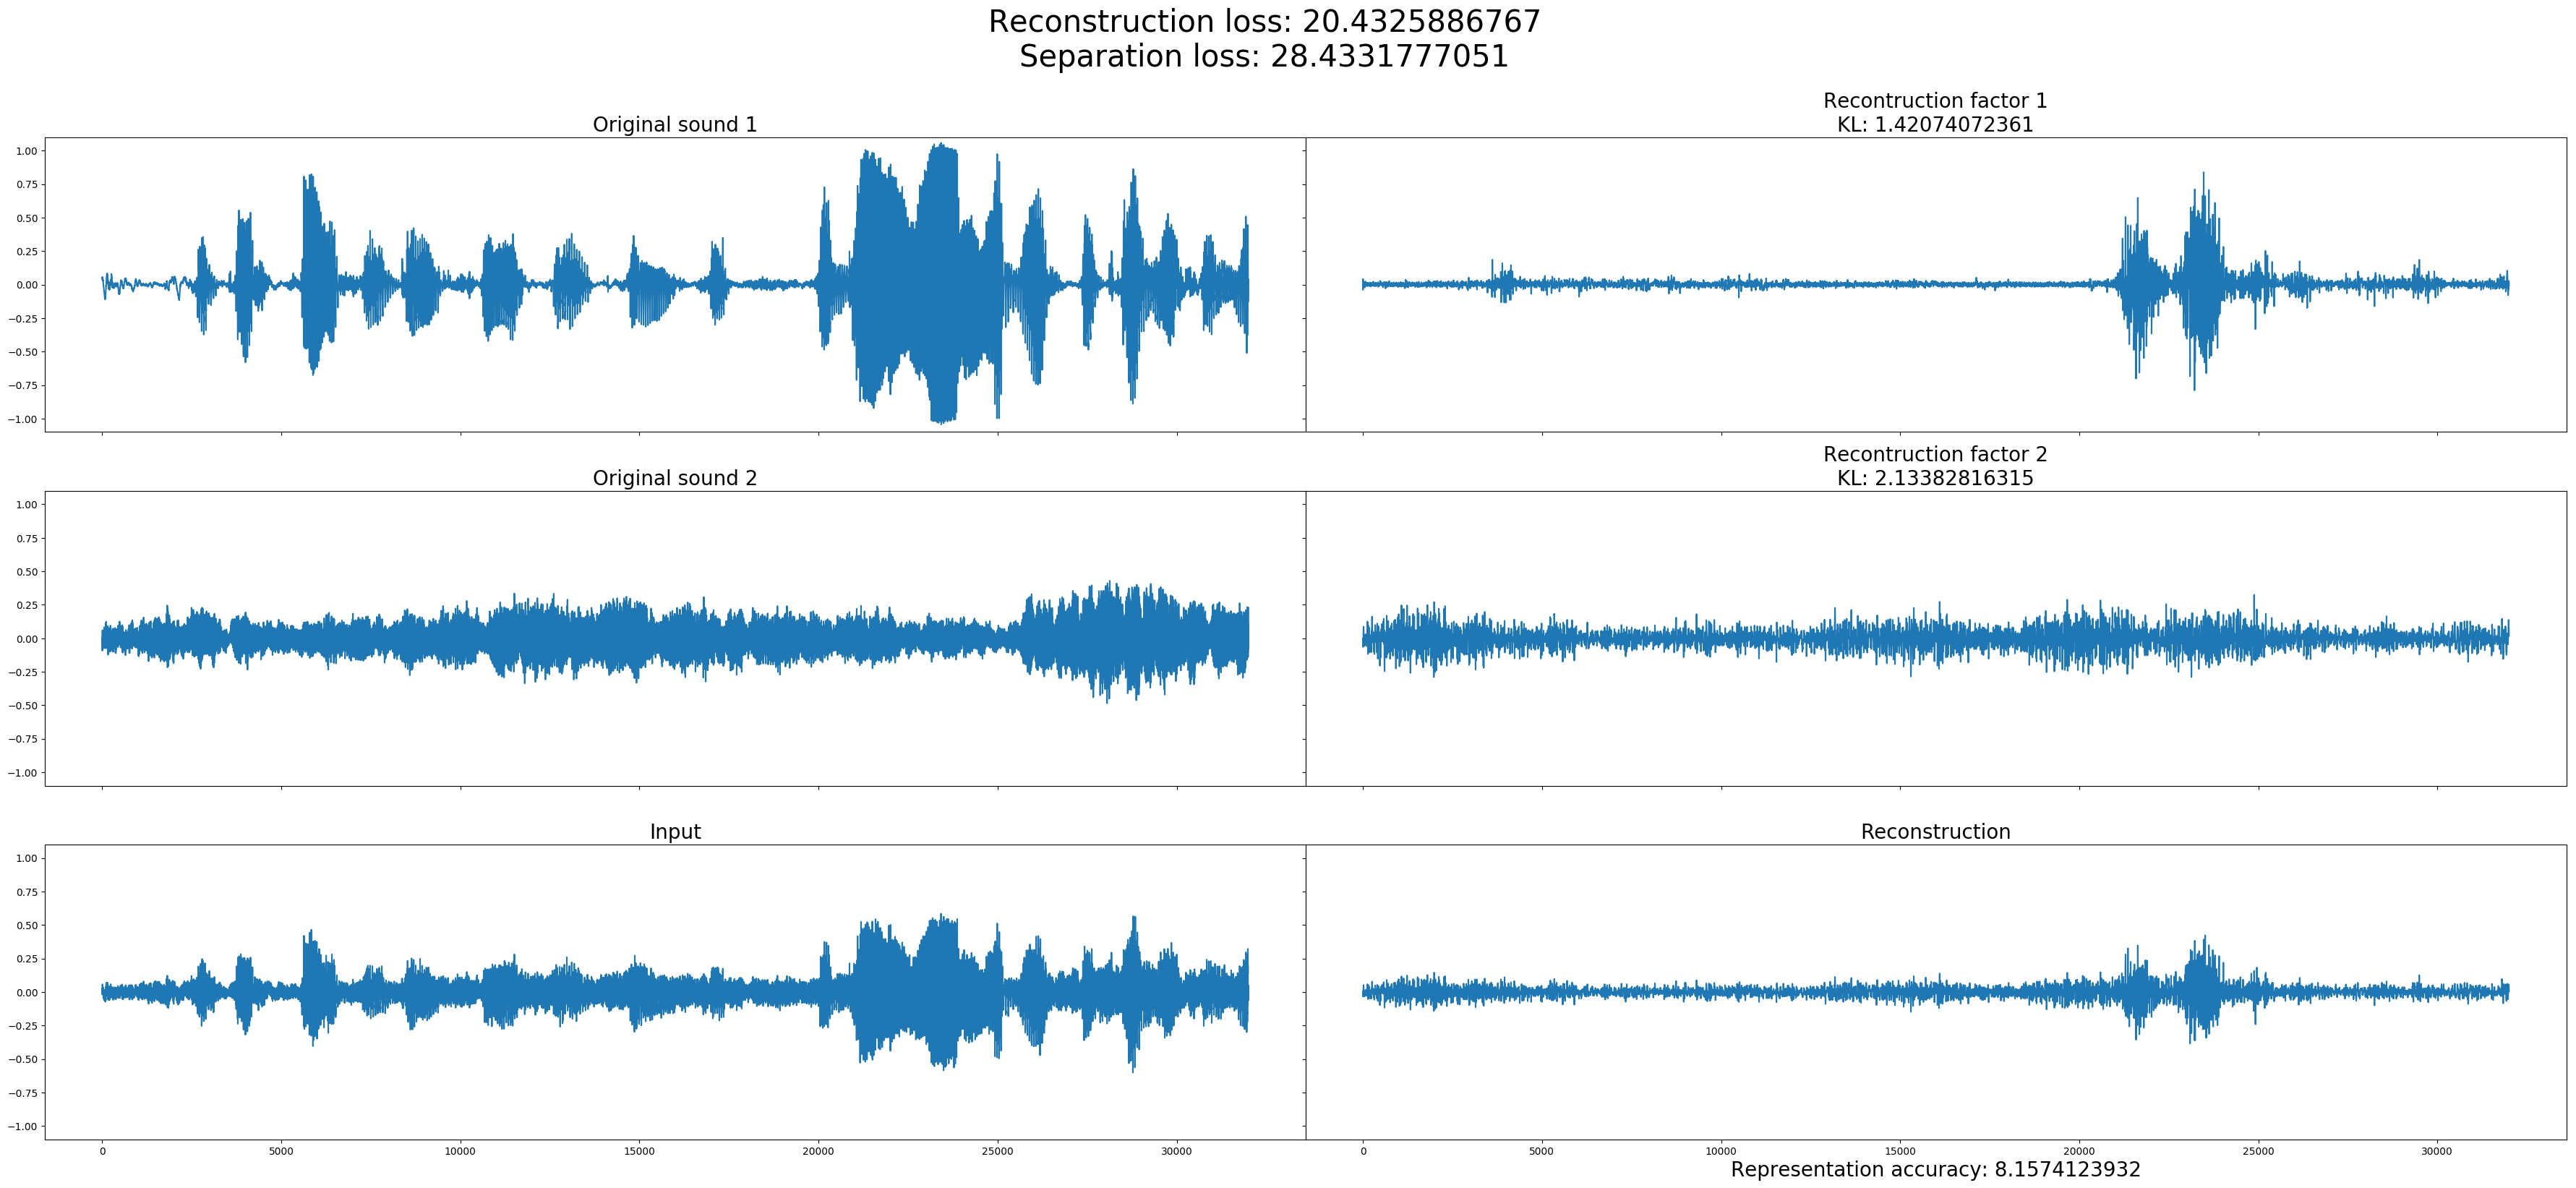 Reconstruction loss: 20.4325886767
Separation loss: 28.4331777051
Original sound 1
Recontruction factor 1
KL: 1.42074072361
1.00
0.75
0.50
0.25
0.00
−0.25
−0.50
−0.75
−1.00
Original sound 2
Recontruction factor 2
KL: 2.13382816315
1.00
0.75
0.50
0.25
0.00
−0.25
−0.50
−0.75
−1.00
Input
Reconstruction
1.00
0.75
0.50
0.25
0.00
−0.25
−0.50
−0.75
−1.00
0 5000 10000 15000 20000 25000 30000
0 5000 10000 15000 20000 25000 30000
Representation accuracy: 8.1574123932